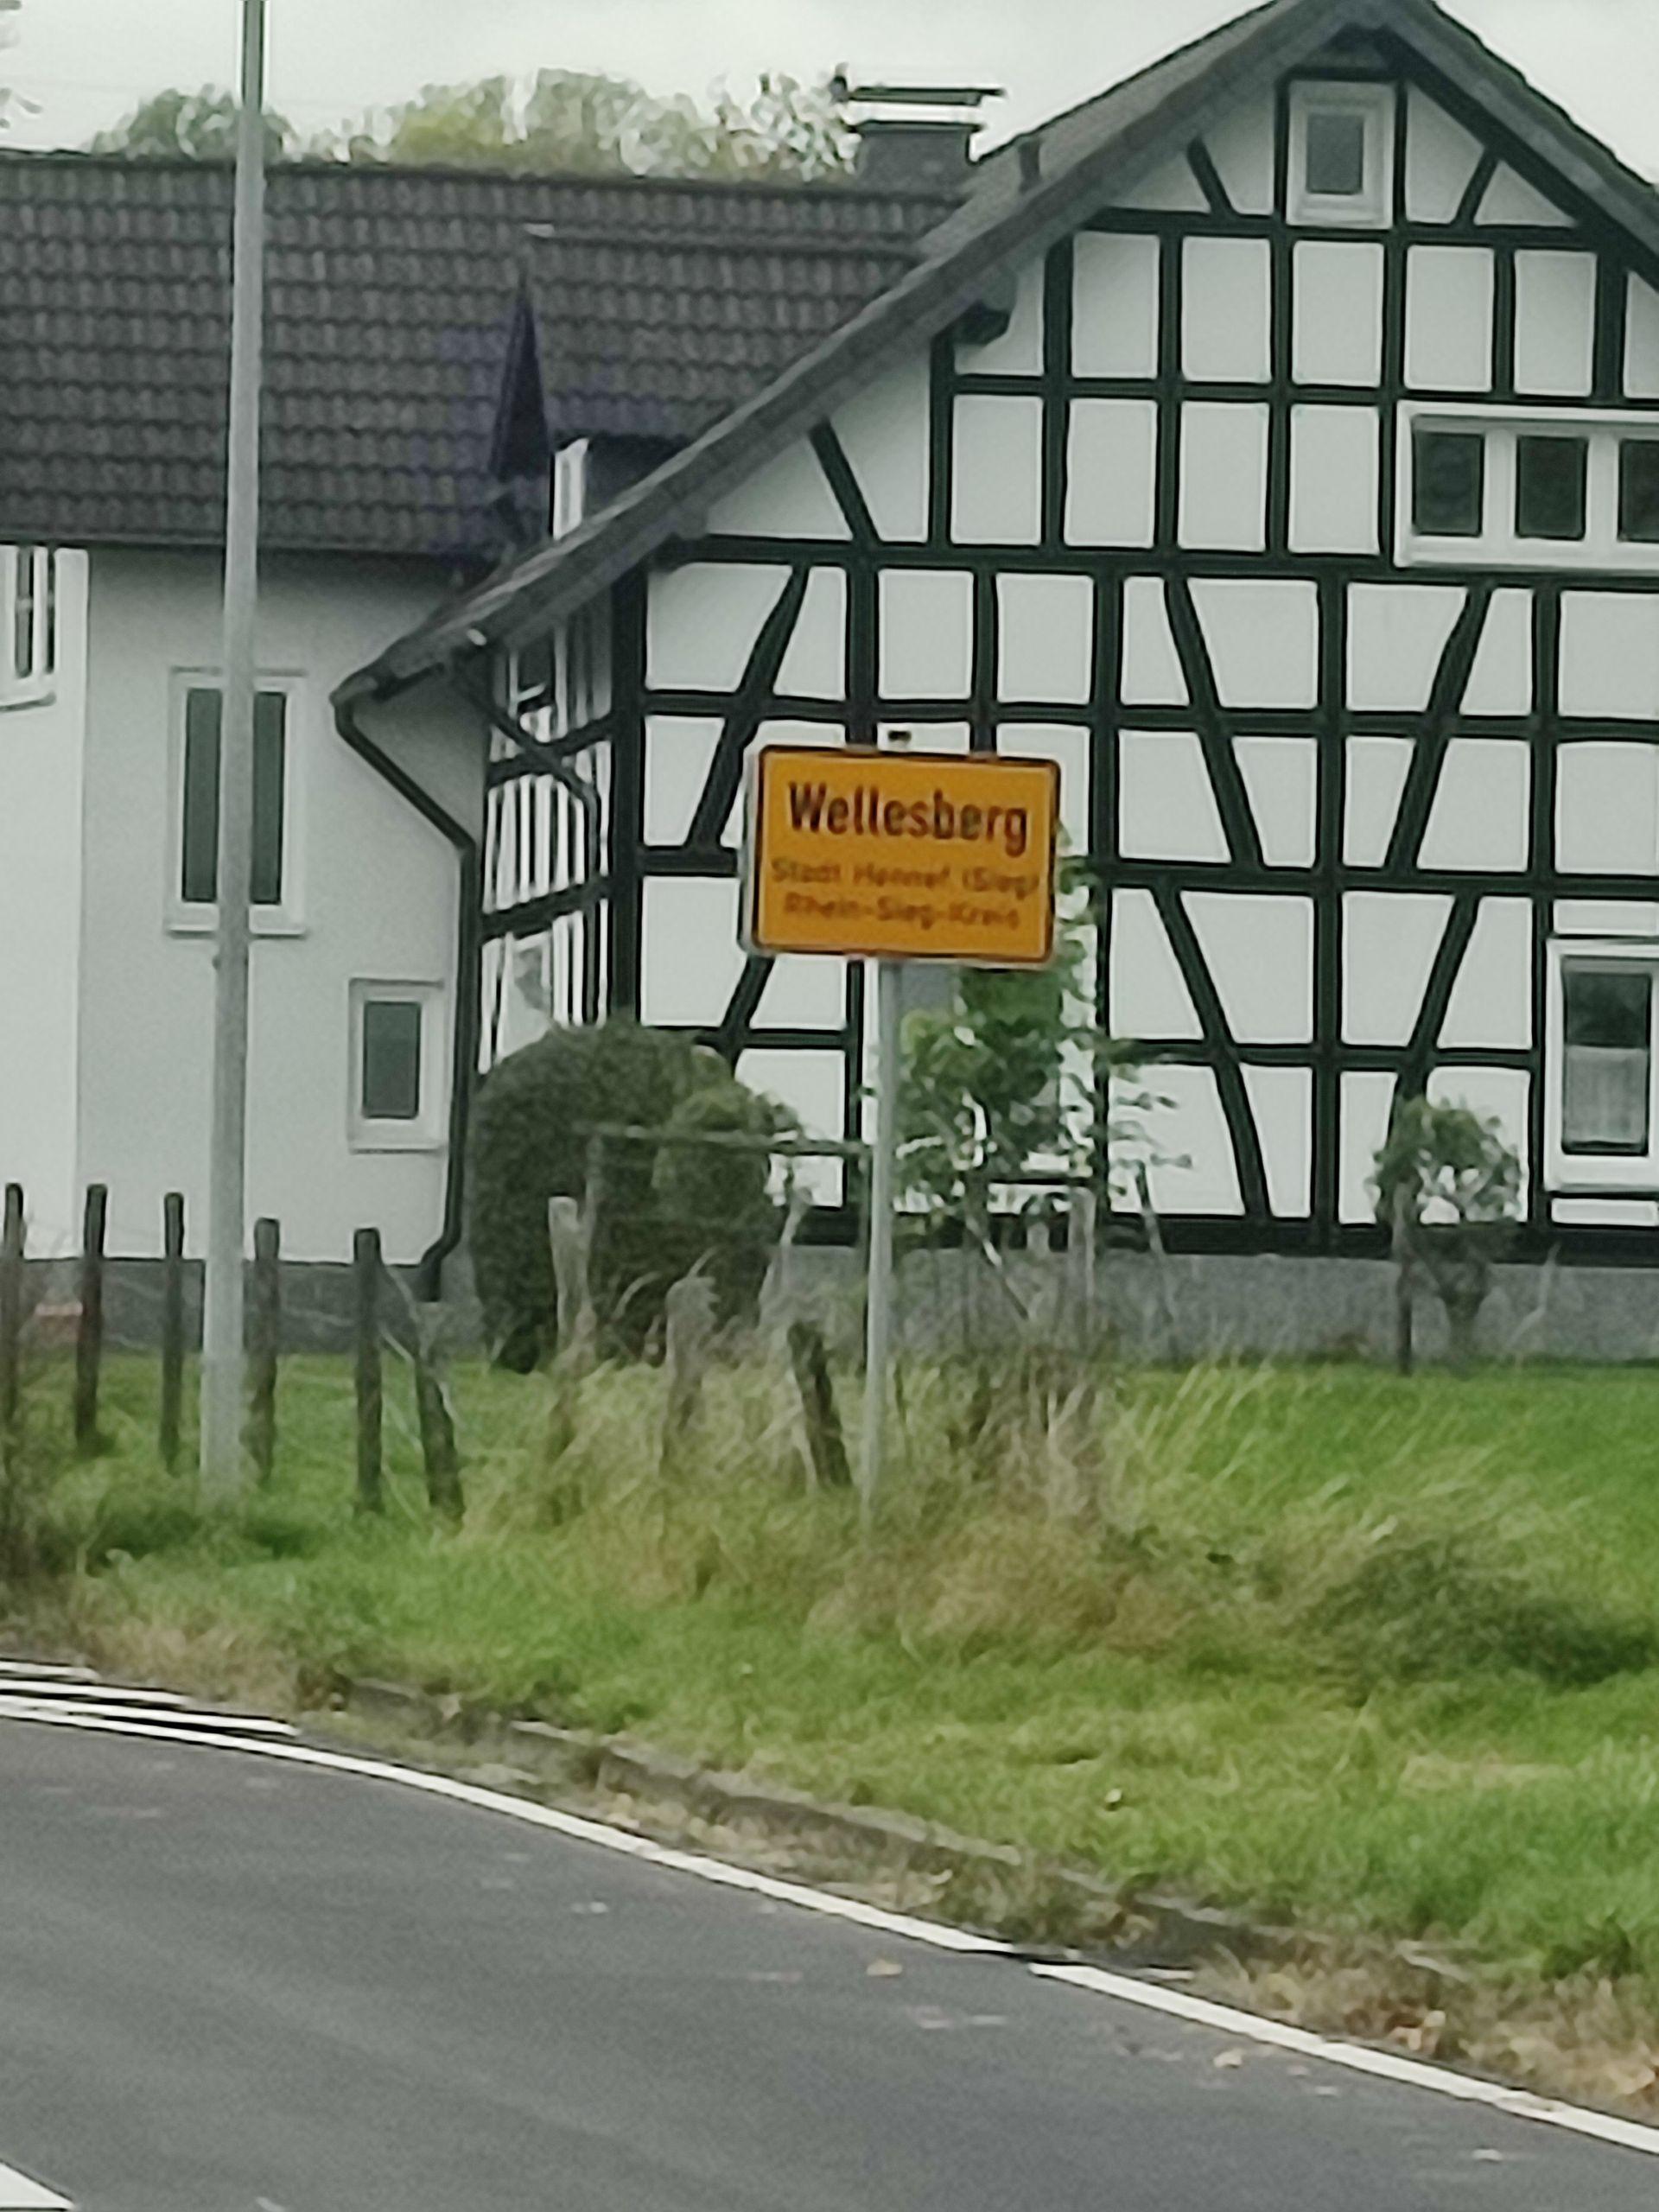 Wellesberg
Stadt Hennef (Sieg)
Rhein-Sieg-Kreis